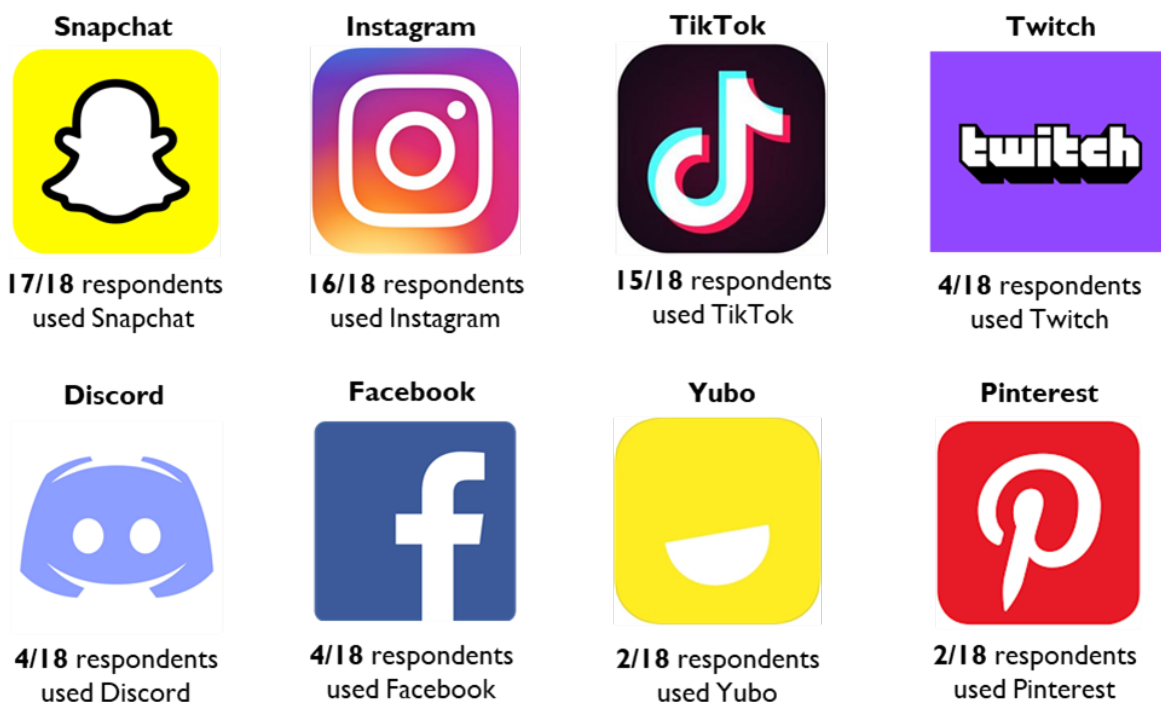 Snapchat
Instagram
TikTok
Twitch
twitch
17/18 respondents
used Snapchat
16/18 respondents
used Instagram
15/18 respondents
used TikTok
4/18 respondents
used Twitch
Discord
Facebook
Yubo
Pinterest
4/18 respondents
used Discord
4/18 respondents
used Facebook
2/18 respondents
used Yubo
2/18 respondents
used Pinterest